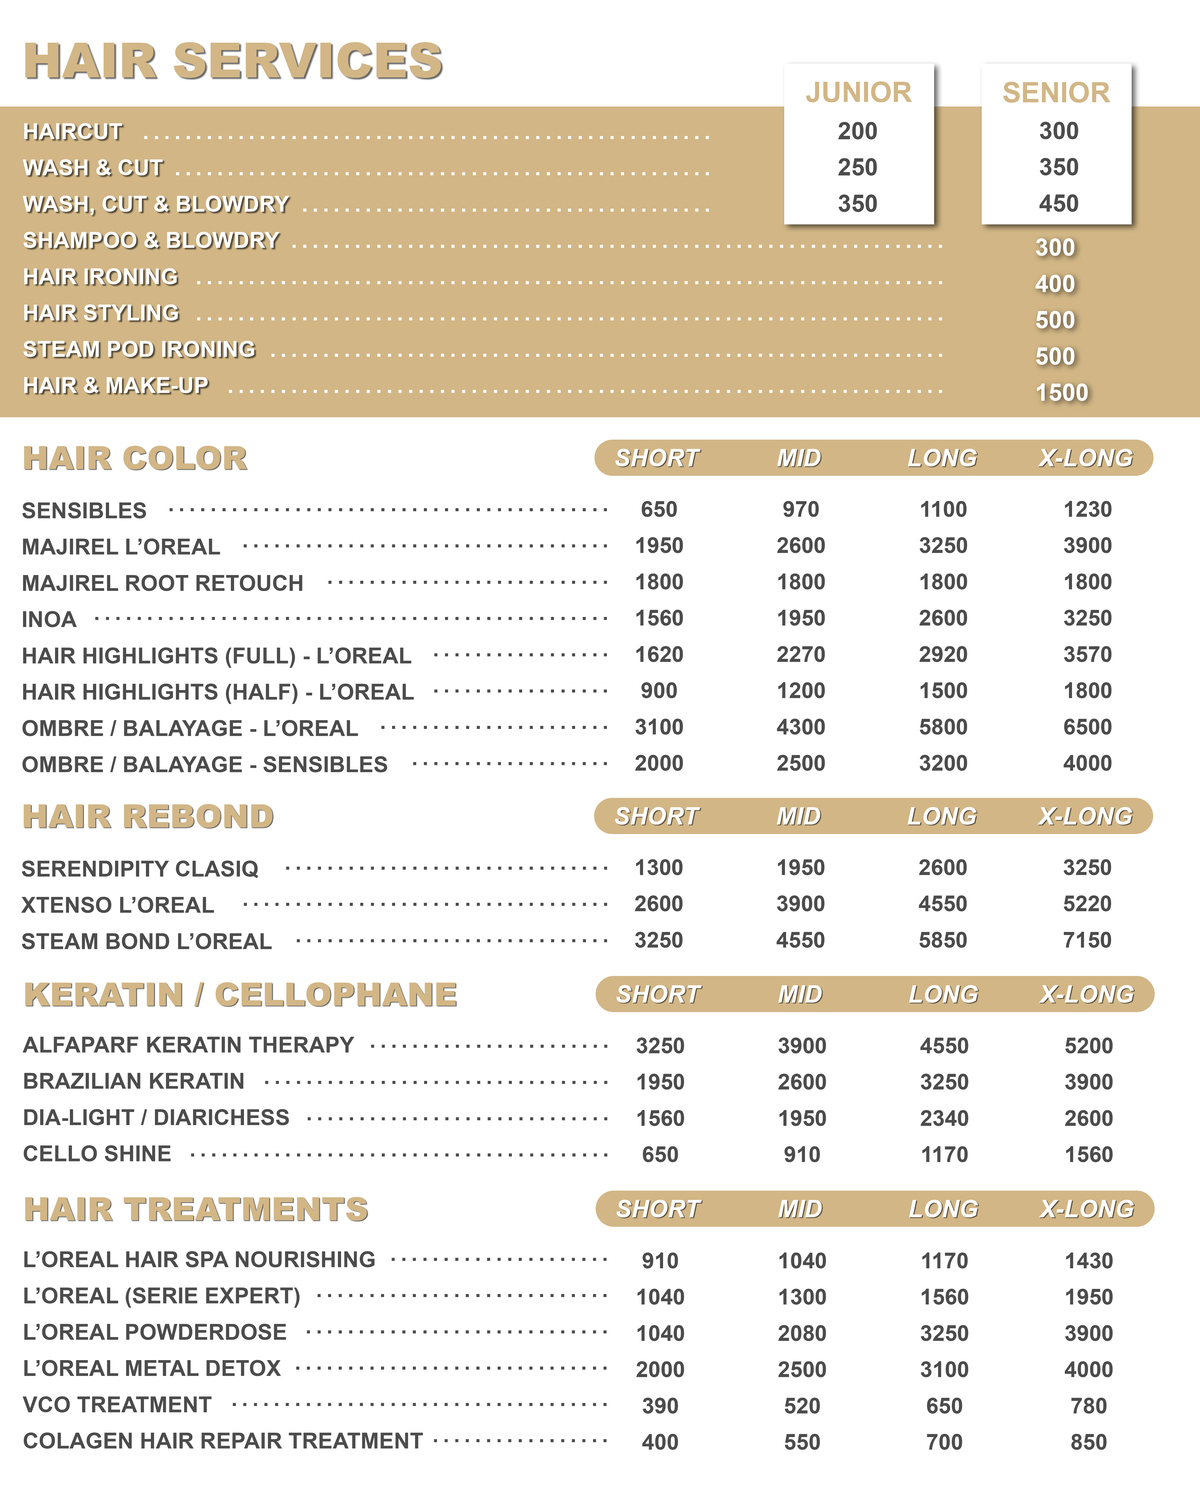 HAIR SERVICES
JUNIOR SENIOR
HAIRCUT 200 300
WASH & CUT 250 350
WASH, CUT & BLOWDRY 350 450
SHAMPOO & BLOWDRY 300
HAIR IRONING 400
HAIR STYLING 500
STEAM POD IRONING 500
HAIR & MAKE-UP 1500
HAIR COLOR SHORT MID LONG X-LONG
SENSIBLES 650 970 1100 1230
MAJIREL L’OREAL 1950 2600 3250 3900
MAJIREL ROOT RETOUCH 1800 1800 1800 1800
INOA 1560 1950 2600 3250
HAIR HIGHLIGHTS (FULL) - L’OREAL 1620 2270 2920 3570
HAIR HIGHLIGHTS (HALF) - L’OREAL 900 1200 1500 1800
OMBRE / BALAYAGE - L’OREAL 3100 4300 5800 6500
OMBRE / BALAYAGE - SENSIBLES 2000 2500 3200 4000
HAIR REBOND SHORT MID LONG X-LONG
SERENDIPITY CLASIQ 1300 1950 2600 3250
XTENSO L’OREAL 2600 3900 4550 5220
STEAM BOND L’OREAL 3250 4550 5850 7150
KERATIN / CELLOPHANE SHORT MID LONG X-LONG
ALFAPARF KERATIN THERAPY 3250 3900 4550 5200
BRAZILIAN KERATIN 1950 2600 3250 3900
DIA-LIGHT / DIARICHESS 1560 1950 2340 2600
CELLO SHINE 650 910 1170 1560
HAIR TREATMENTS SHORT MID LONG X-LONG
L’OREAL HAIR SPA NOURISHING 910 1040 1170 1430
L’OREAL (SERIE EXPERT) 1040 1300 1560 1950
L’OREAL POWDERDOSE 1040 2080 3250 3900
L’OREAL METAL DETOX 2000 2500 3100 4000
VCO TREATMENT 390 520 650 780
COLAGEN HAIR REPAIR TREATMENT 400 550 700 850